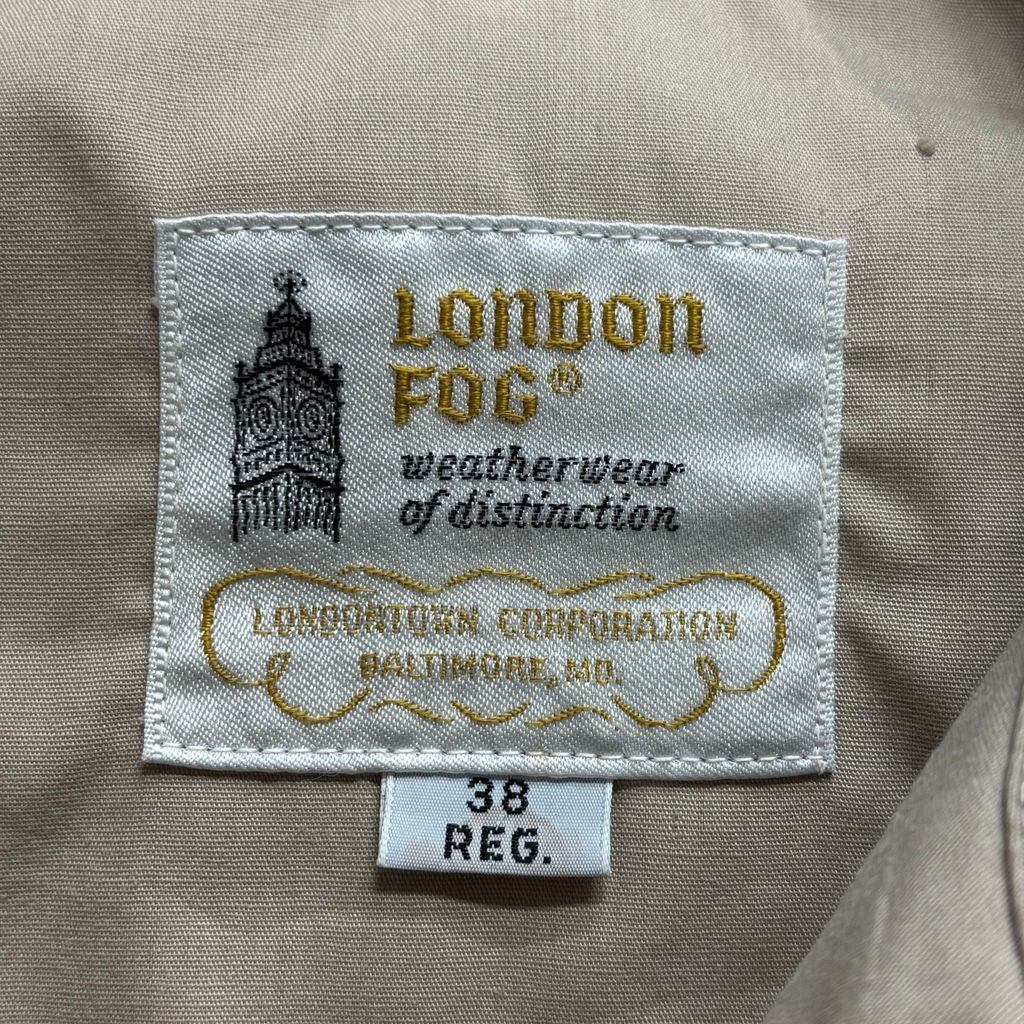 LONDON
FOG®
weatherwear
of distinction
LONDONTOWN CORPORATION
BALTIMORE, MD.
38
REG.